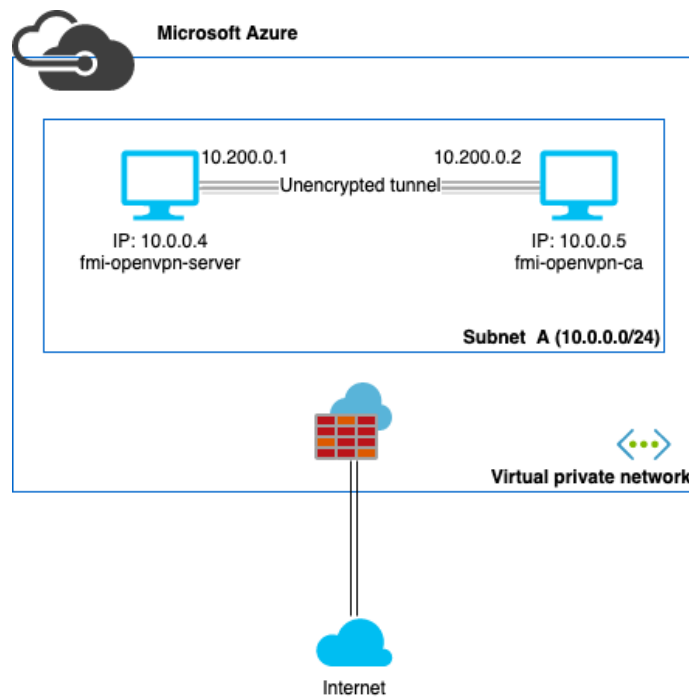 Microsoft Azure
10.200.0.1
10.200.0.2
Unencrypted tunnel
IP: 10.0.0.4
fmi-openvpn-server
IP: 10.0.0.5
fmi-openvpn-ca
Subnet A (10.0.0.0/24)
Virtual private network
Internet